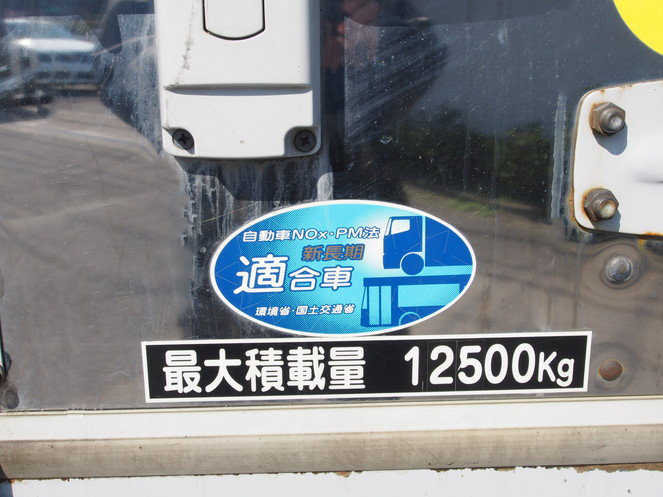 自動車NOx・PM法
新長期
適合車
環境省・国土交通省
最大積載量 12500Kg